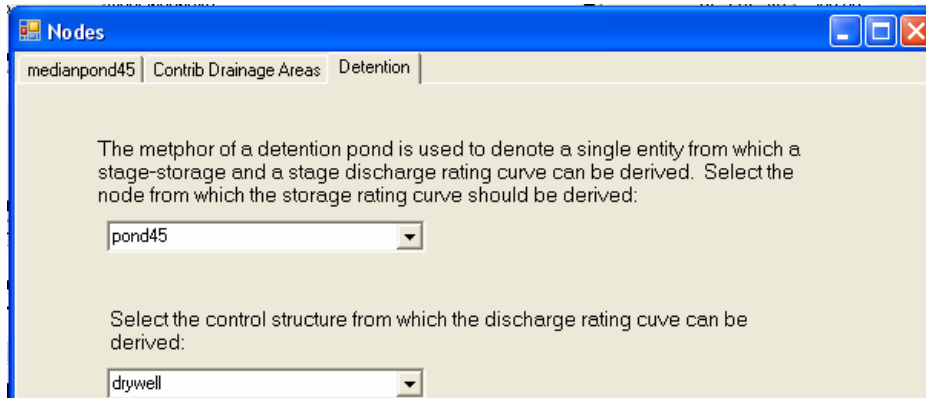 Nodes
medianpond45 Contrib Drainage Areas Detention
The metphor of a detention pond is used to denote a single entity from which a
stage-storage and a stage discharge rating curve can be derived. Select the
node from which the storage rating curve should be derived:
pond45
Select the control structure from which the discharge rating cuve can be
derived:
drywell